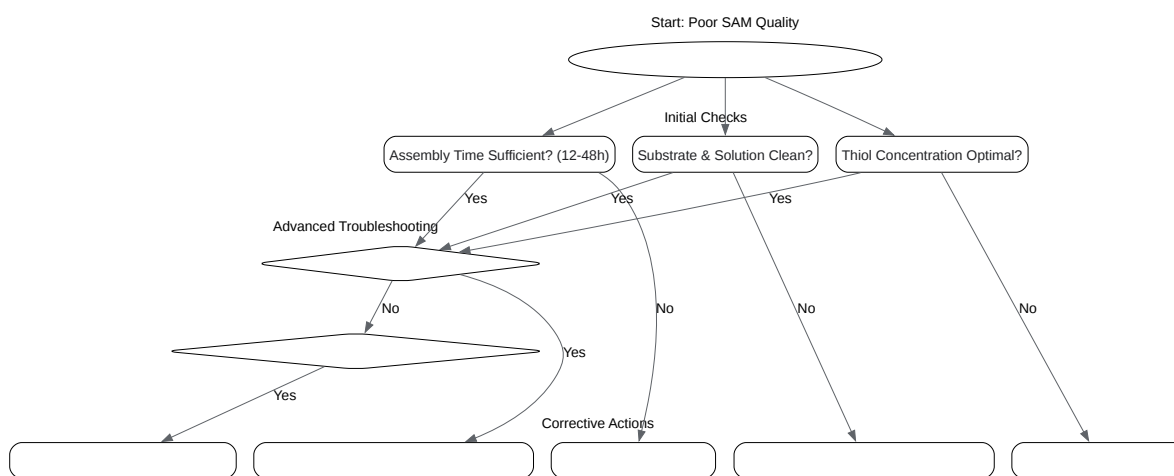 Start: Poor SAM Quality
Initial Checks
Assembly Time Sufficient? (12-48h)
Substrate & Solution Clean?
Thiol Concentration Optimal?
Yes
Yes
Yes
Advanced Troubleshooting
No
No
No
No
Yes
Yes
Corrective Actions